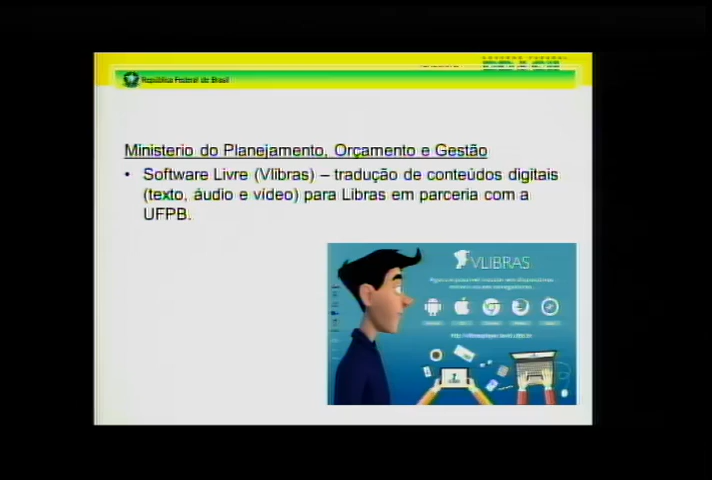 República Federal do Brasil
Ministerio do Planejamento, Orçamento e Gestão
• Software Livre (Vlibras) – tradução de conteúdos digitais
(texto, áudio e vídeo) para Libras em parceria com a
UFPB.
VLIBRAS